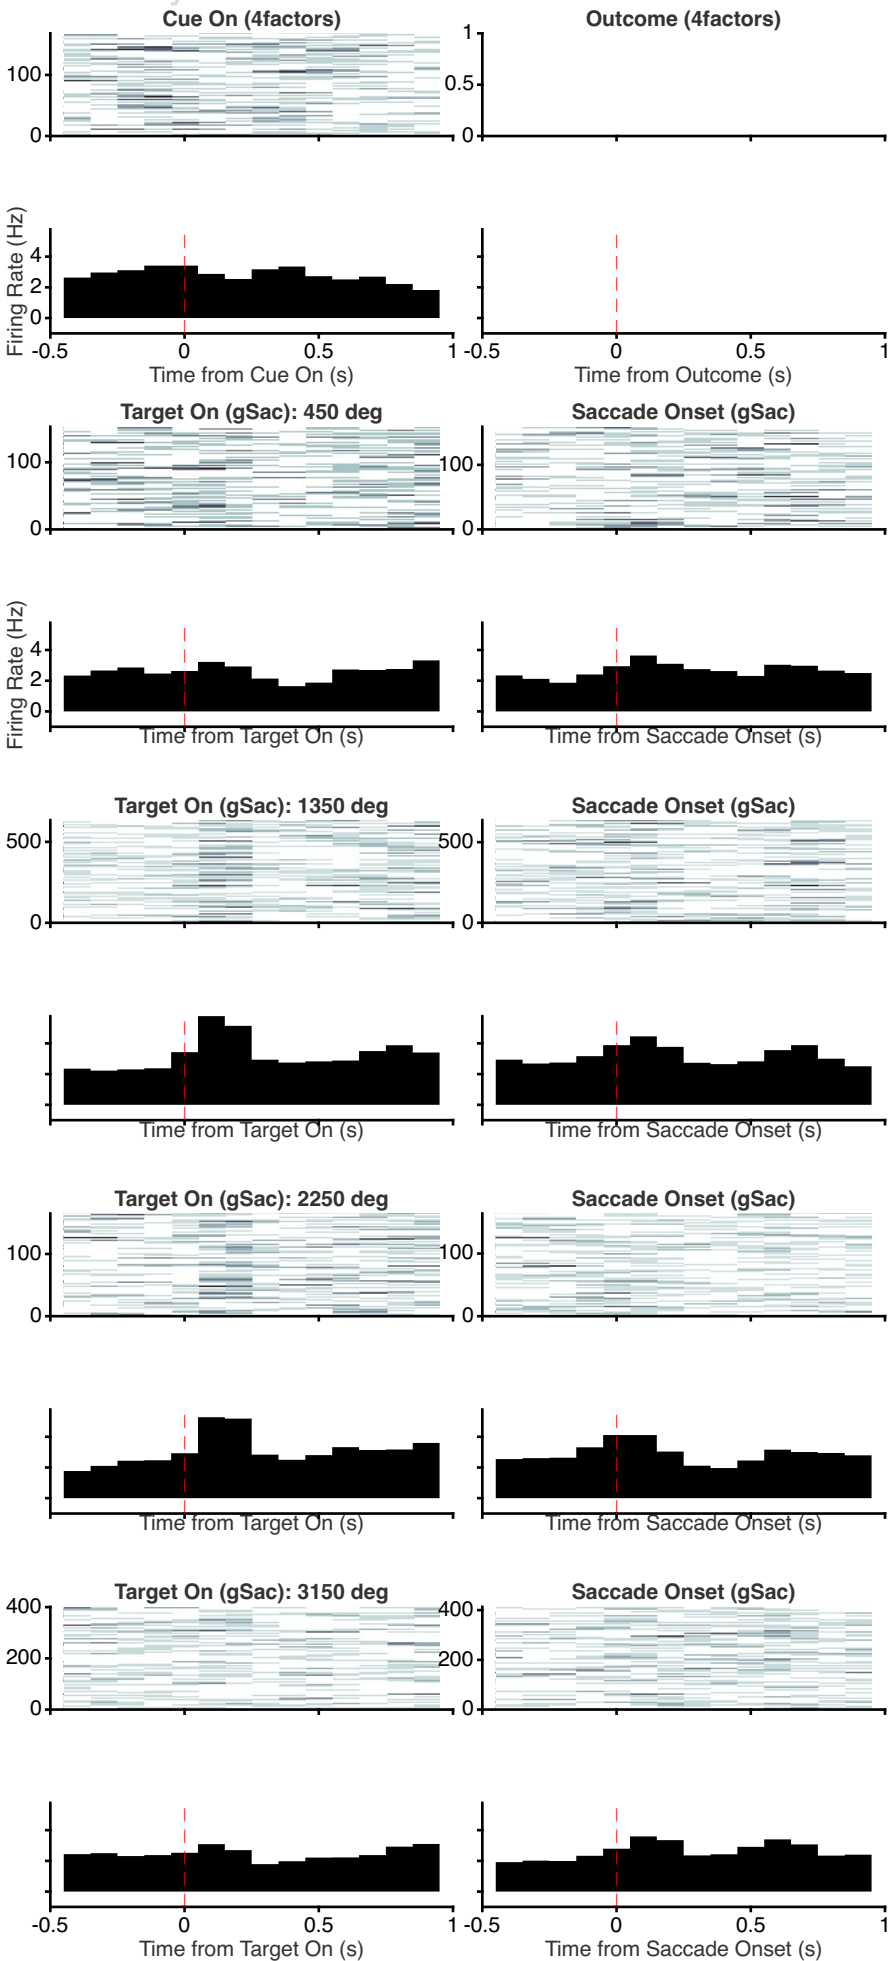 Cue On (4factors)
Outcome (4factors)
100
0
1
0.5
0
Firing Rate (Hz)
4
2
0
-0.5 0 0.5 1
Time from Cue On (s)
-0.5 0 0.5 1
Time from Outcome (s)
Target On (gSac): 450 deg
Saccade Onset (gSac)
100
0
100
0
Firing Rate (Hz)
4
2
0
Time from Target On (s)
Time from Saccade Onset (s)
Target On (gSac): 1350 deg
Saccade Onset (gSac)
500
0
500
0
Time from Target On (s)
Time from Saccade Onset (s)
Target On (gSac): 2250 deg
Saccade Onset (gSac)
100
0
100
0
Time from Target On (s)
Time from Saccade Onset (s)
Target On (gSac): 3150 deg
Saccade Onset (gSac)
400
200
0
400
200
0
-0.5 0 0.5 1
Time from Target On (s)
-0.5 0 0.5 1
Time from Saccade Onset (s)